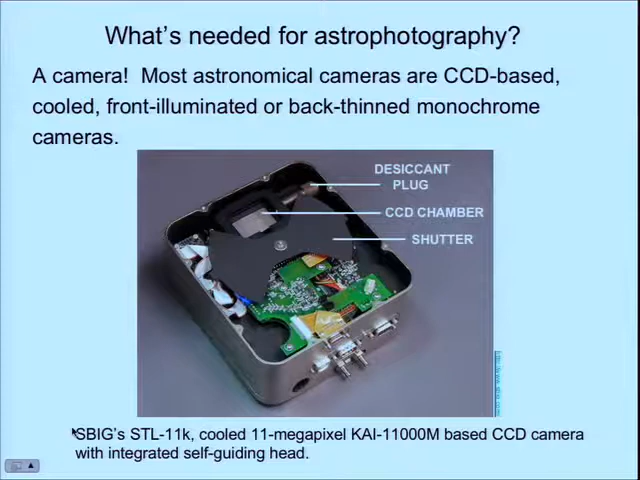 What's needed for astrophotography?
A camera! Most astronomical cameras are CCD-based,
cooled, front-illuminated or back-thinned monochrome
cameras.
DESICCANT
PLUG
CCD CHAMBER
SHUTTER
SBIG's STL-11k, cooled 11-megapixel KAI-11000M based CCD camera
with integrated self-guiding head.